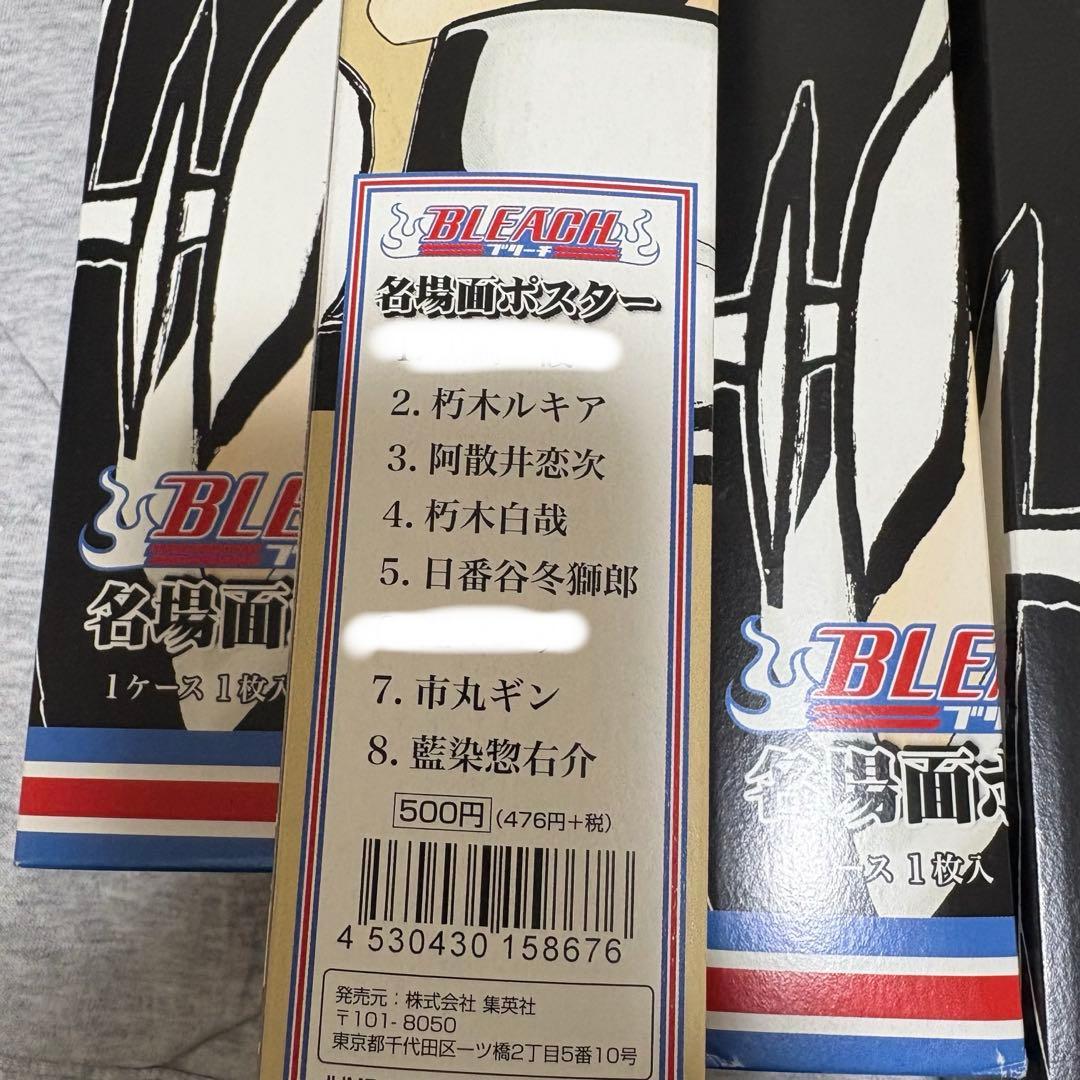 BLEACH
ブリーチ
名場面ポスター
2. 朽木ルキア
3. 阿散井恋次
4. 朽木白哉
5. 日番谷冬獅郎
7. 市丸ギン
8. 藍染惣右介
500円 (476円+税)
4 530430 158676
発売元：株式会社 集英社
〒101-8050
東京都千代田区一ツ橋2丁目5番10号
BLE
ブ
名場面
1ケース1枚入
BLEA
ブリ
名場面ポ
ース1枚入